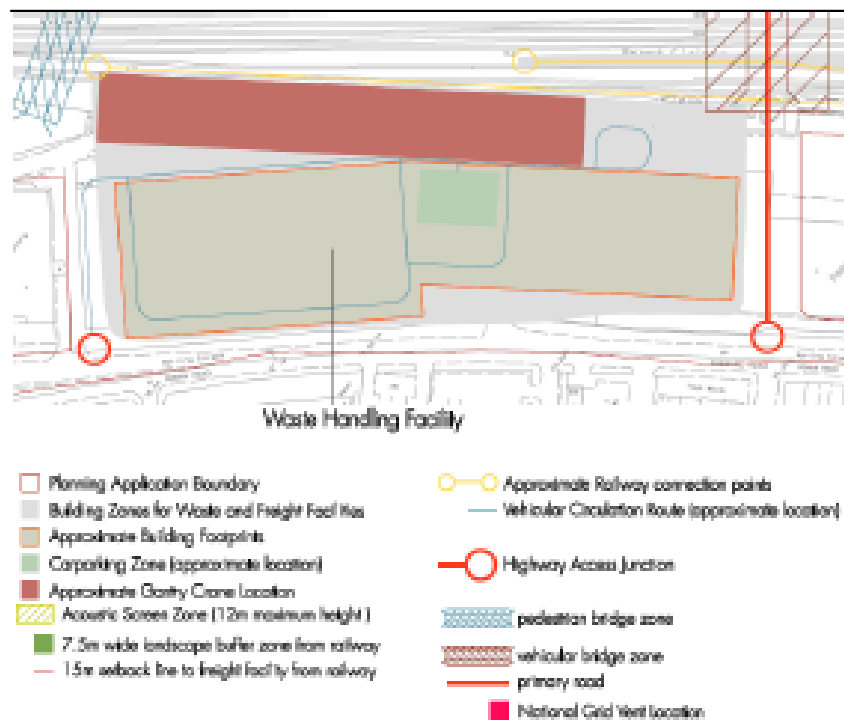 Waste Handling Facility
Planning Application Boundary
Building Zones for Waste and Freight Facilities
Approximate Building Footprints
Carparking Zone (approximate location)
Approximate Gantry Crane Location
Acoustic Screen Zone (12m maximum height )
7.5m wide landscape buffer zone from railway
15m setback line to freight facility from railway
Approximate Railway connection points
Vehicular Circulation Route (approximate location)
Highway Access Junction
pedestrian bridge zone
vehicular bridge zone
primary road
National Grid Vent Location